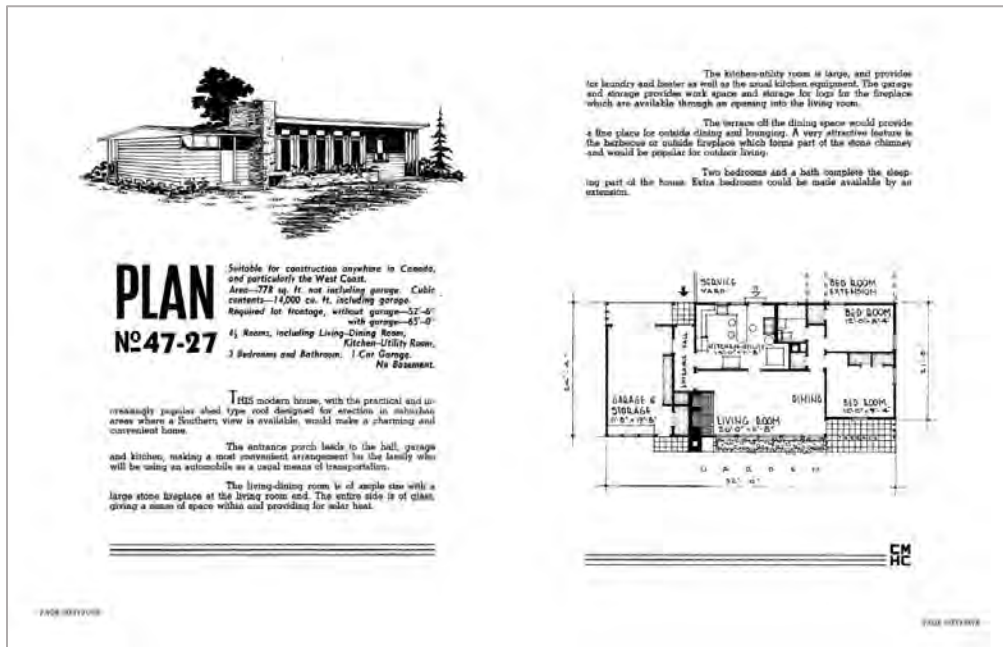 PLAN
Nº47-27
Suitable for construction anywhere in Canada,
and particularly the West Coast.
Area—778 sq. ft. not including garage. Cubic
contents—14,000 cu. ft. including garage.
Required lot frontage, without garage—52'-6"
with garage—65'-0"
4½ Rooms, including Living-Dining Room,
Kitchen-Utility Room,
Bedrooms and Bathroom. 1-Car Garage.
No Basement.
THIS modern house, with the practical and in-
creasingly popular shed type roof designed for erection in suburban
areas where a Southern view is available, would make a charming and
convenient home.
The entrance porch leads to the hall, garage
and kitchen, making a most convenient arrangement for the family who
will be using an automobile as a usual means of transportation.
The living-dining room is of ample size with a
large stone fireplace at the living room end. The entire side is of glass,
giving a sense of space within and providing for solar heat.
The kitchen-utility room is large, and provides
for laundry and heater as well as the usual kitchen equipment. The garage
and storage provides work space and storage for logs for the fireplace
which are available through an opening into the living room.
The terrace off the dining space would provide
a fine place for outside dining and lounging. A very attractive feature is
the barbecue or outside fireplace which forms part of the stone chimney
and would be popular for outdoor living.
Two bedrooms and a bath complete the sleep-
ing part of the house. Extra bedrooms could be made available by an
extension.
SERVICE
YARD
BED ROOM
EXTENSION
BED ROOM
KITCHEN-UTILITY
ENTRANCE HALL
DINING
BED ROOM
GARAGE &
STORAGE
LIVING ROOM
GARDEN
CM
HC